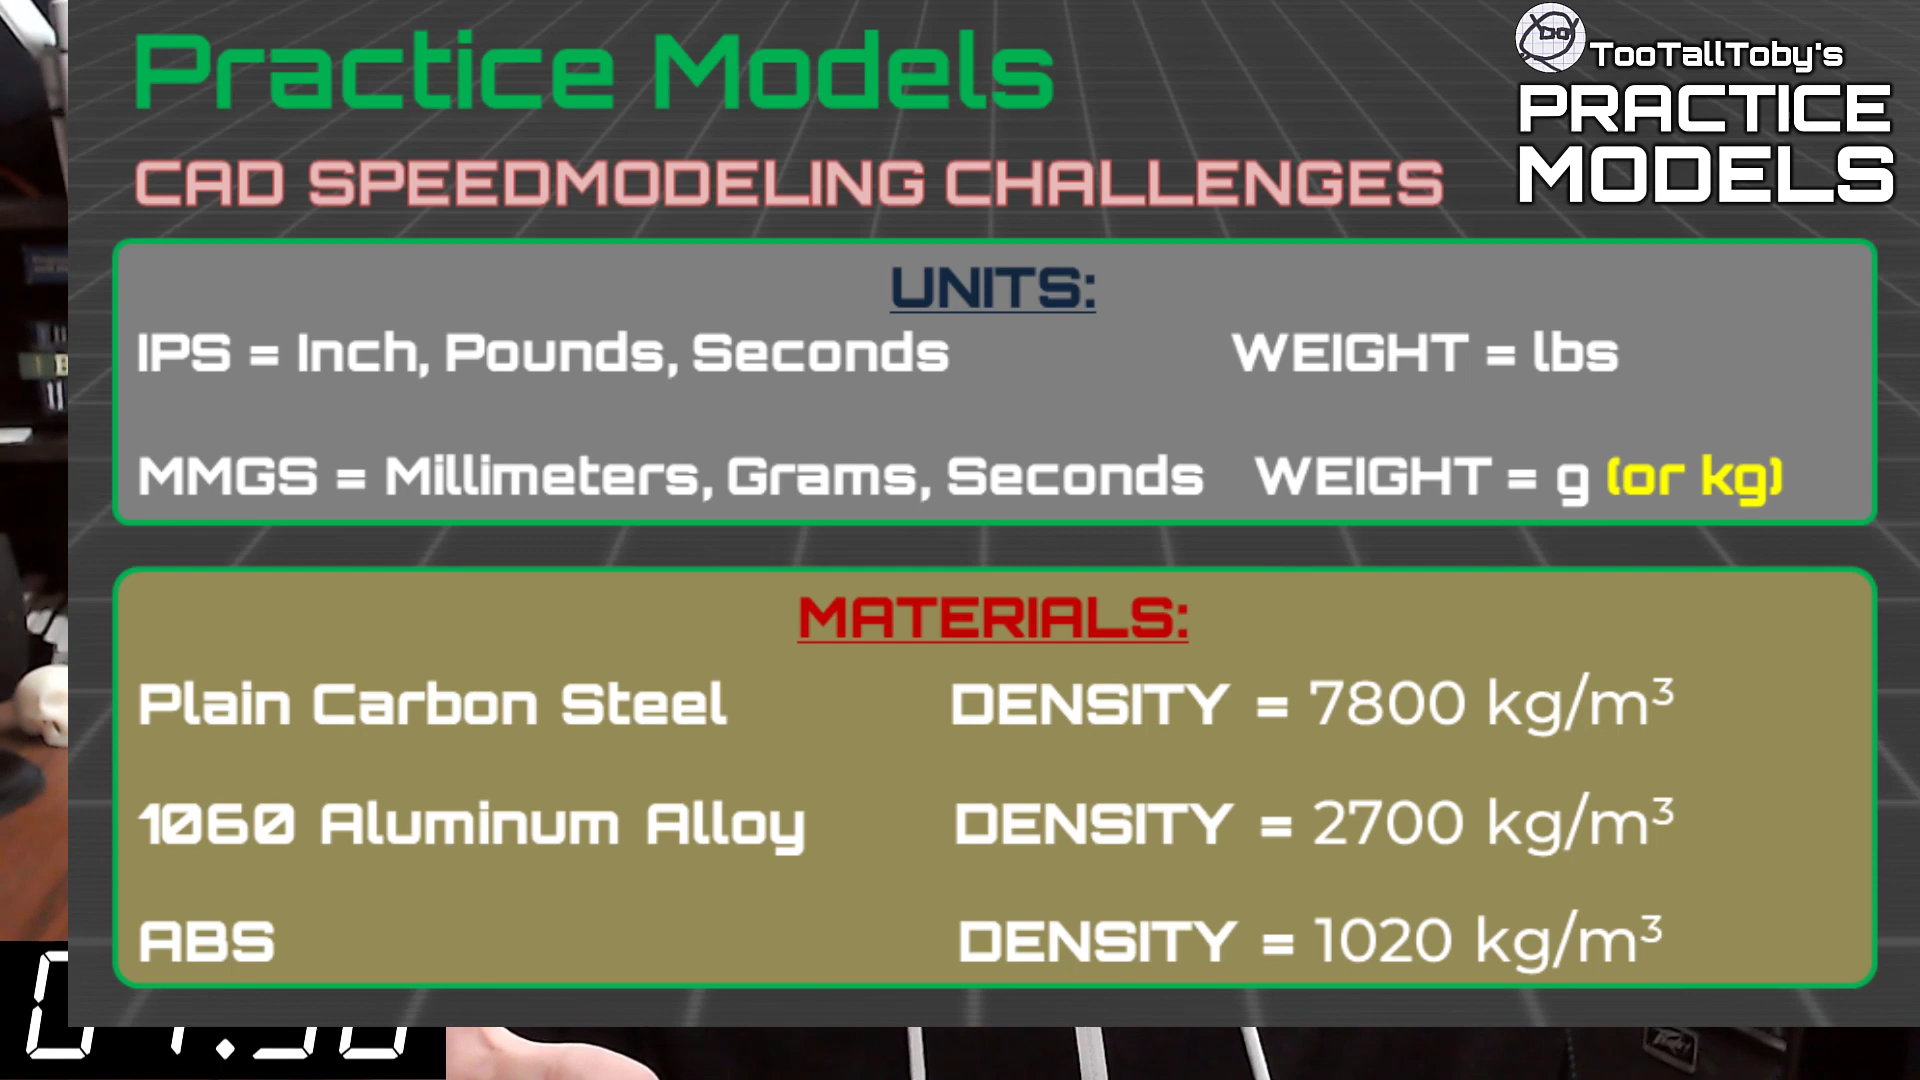 Practice Models
TooTallToby's
PRACTICE
MODELS
CAD SPEEDMODELING CHALLENGES
UNITS:
IPS = Inch, Pounds, Seconds WEIGHT = lbs
MMGS = Millimeters, Grams, Seconds WEIGHT = g (or kg)
MATERIALS:
Plain Carbon Steel DENSITY = 7800 kg/m³
1060 Aluminum Alloy DENSITY = 2700 kg/m³
ABS DENSITY = 1020 kg/m³